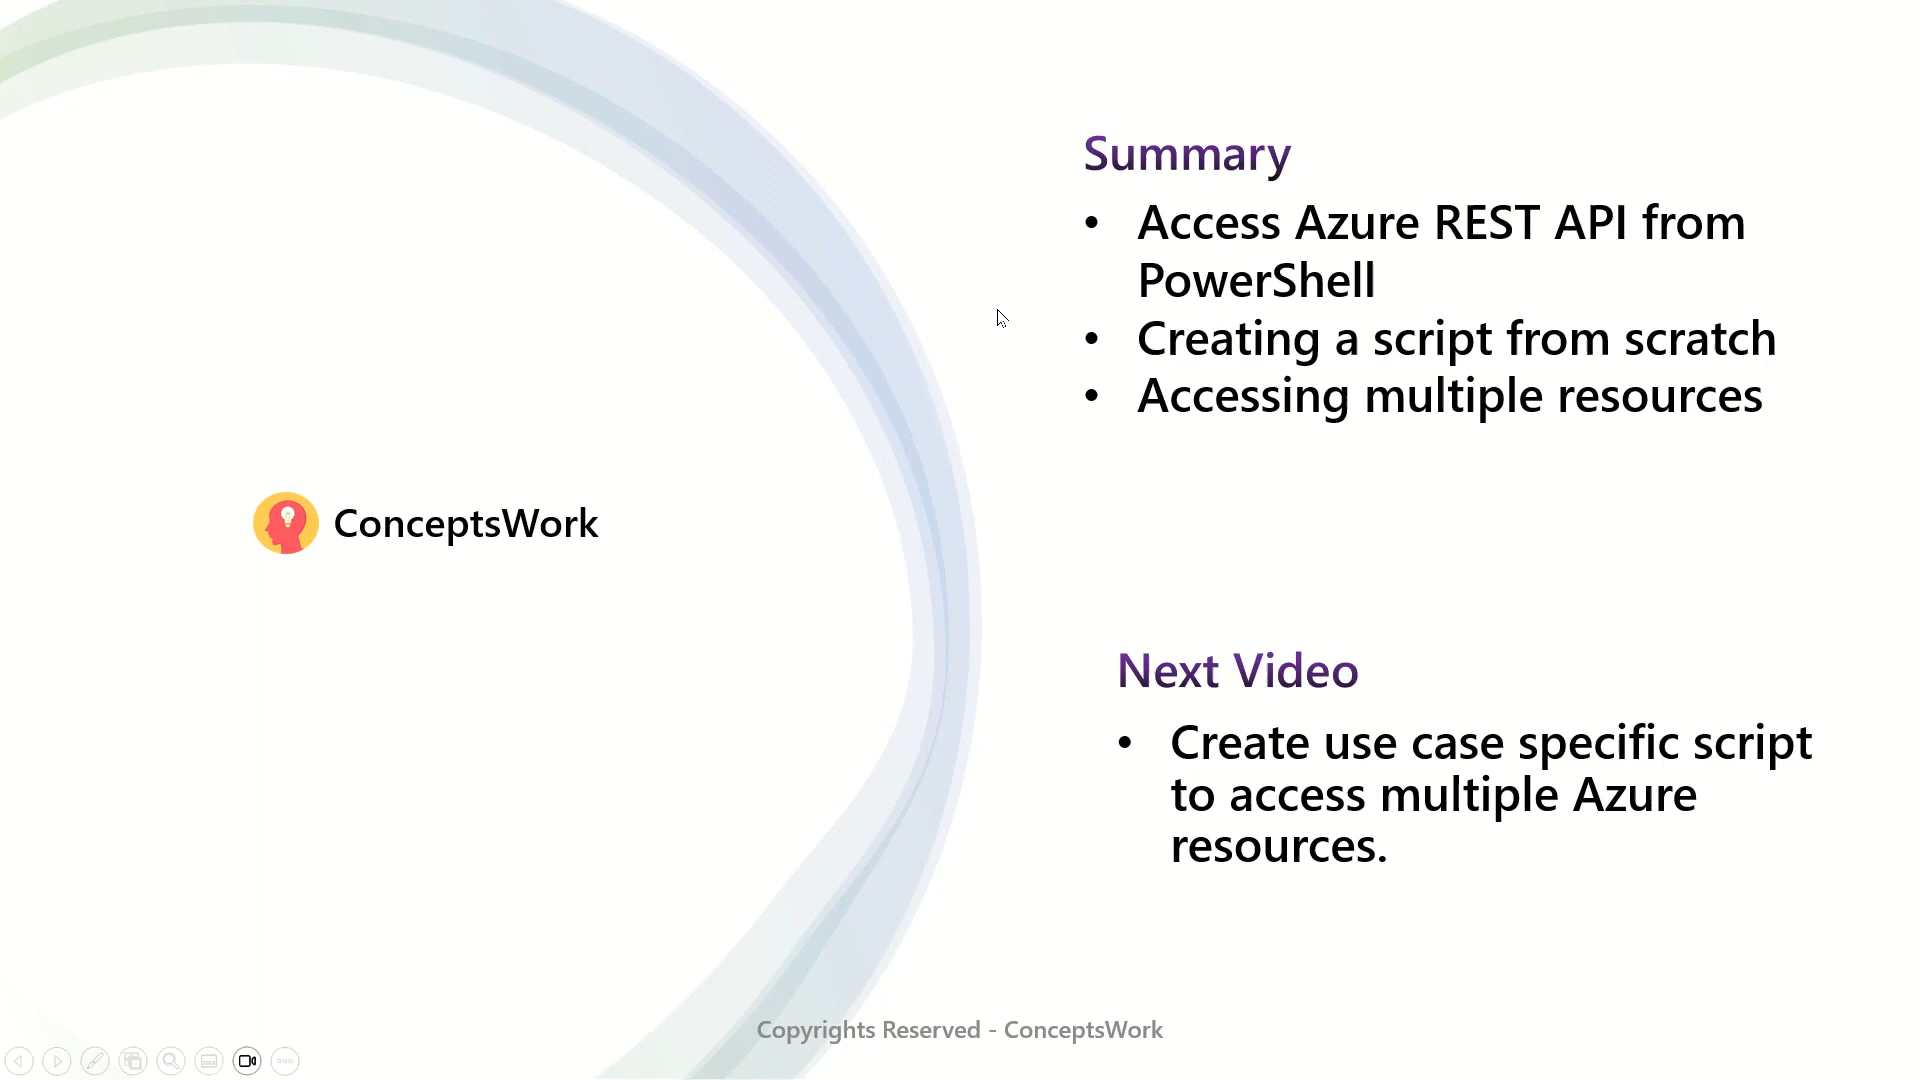 Summary
• Access Azure REST API from
PowerShell
• Creating a script from scratch
• Accessing multiple resources
ConceptsWork
Next Video
• Create use case specific script
to access multiple Azure
resources.
Copyrights Reserved - ConceptsWork